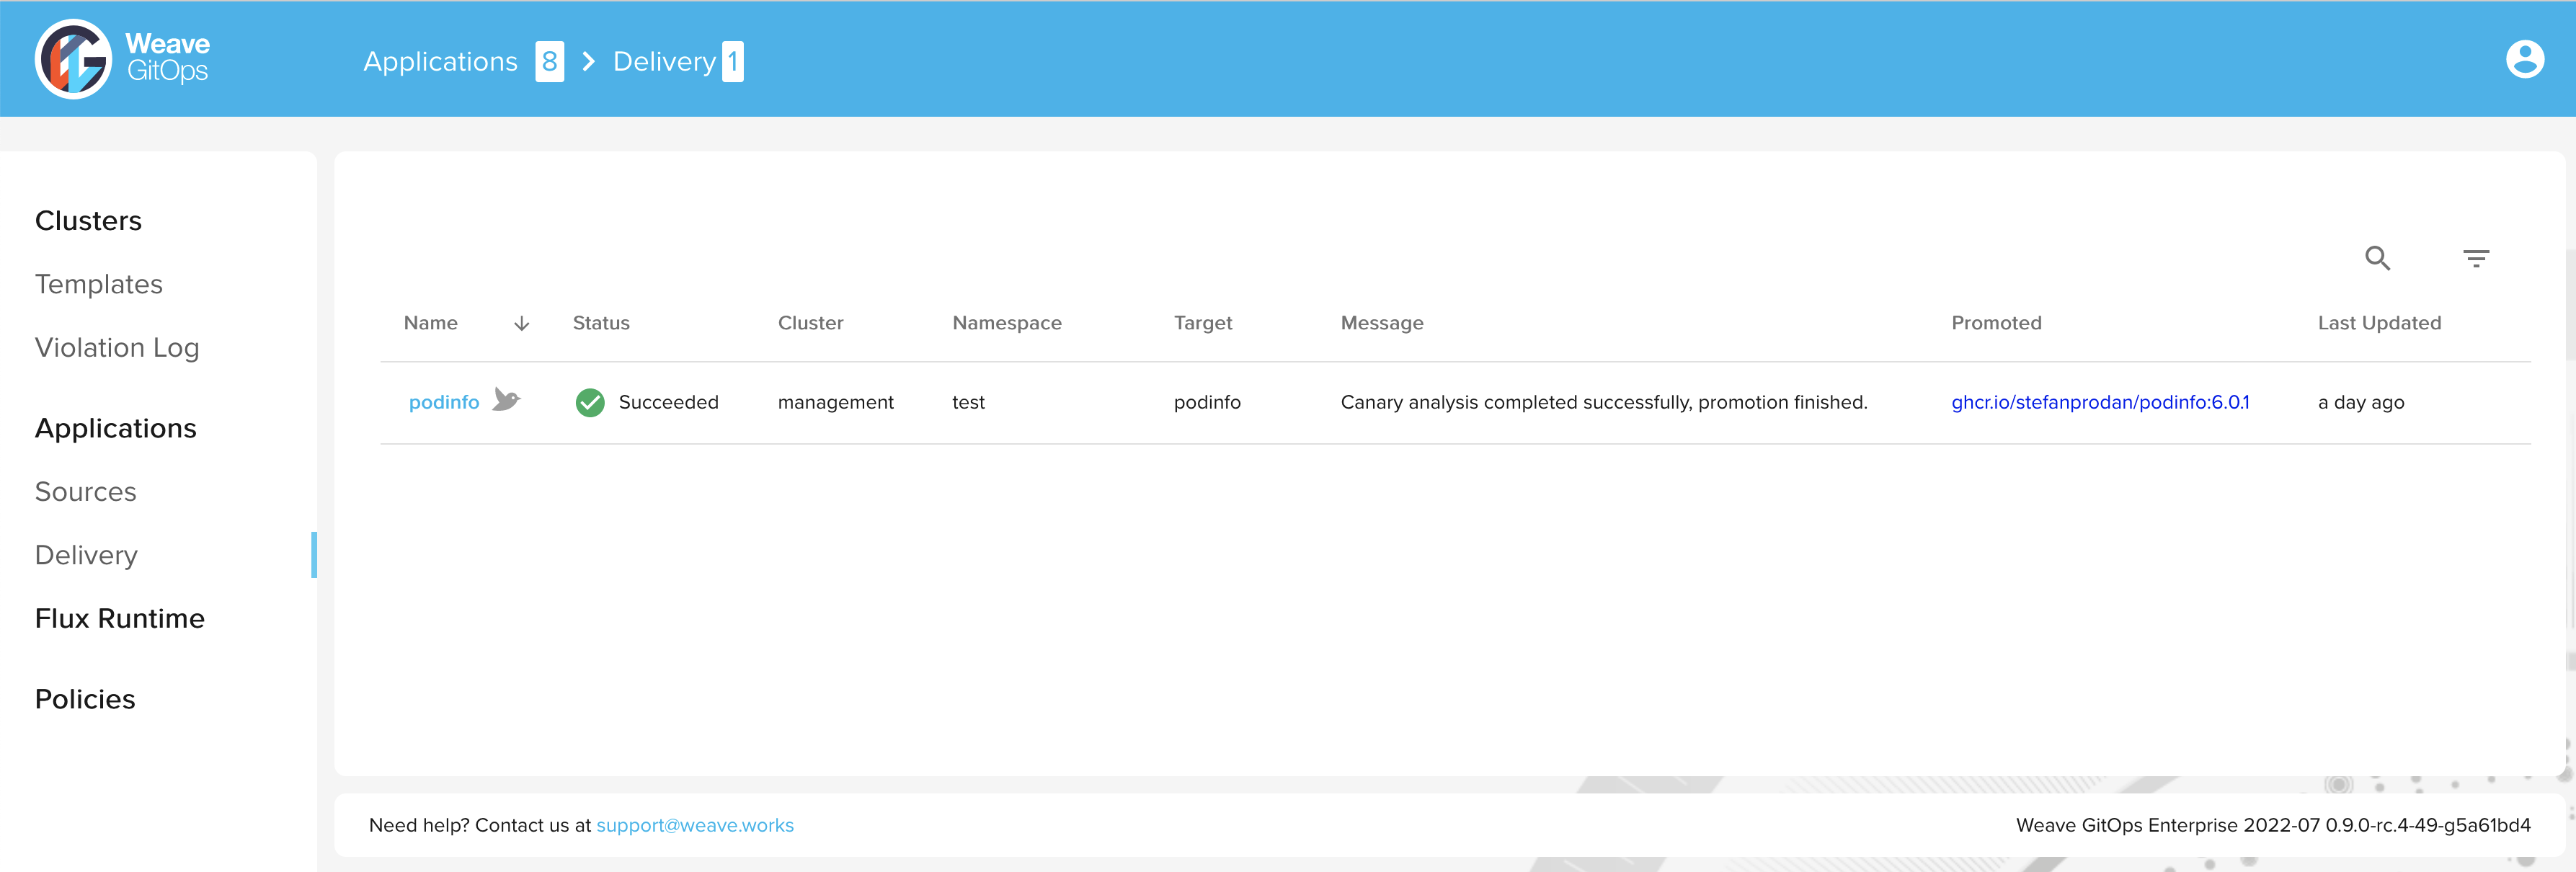 Weave
GitOps
Applications 8 > Delivery 1
Clusters
Templates
Violation Log
Applications
Sources
Delivery
Flux Runtime
Policies
Name Status Cluster Namespace Target Message Promoted Last Updated
podinfo Succeeded management test podinfo Canary analysis completed successfully, promotion finished. ghcr.io/stefanprodan/podinfo:6.0.1 a day ago
Need help? Contact us at support@weave.works
Weave GitOps Enterprise 2022-07 0.9.0-rc.4-49-g5a61bd4